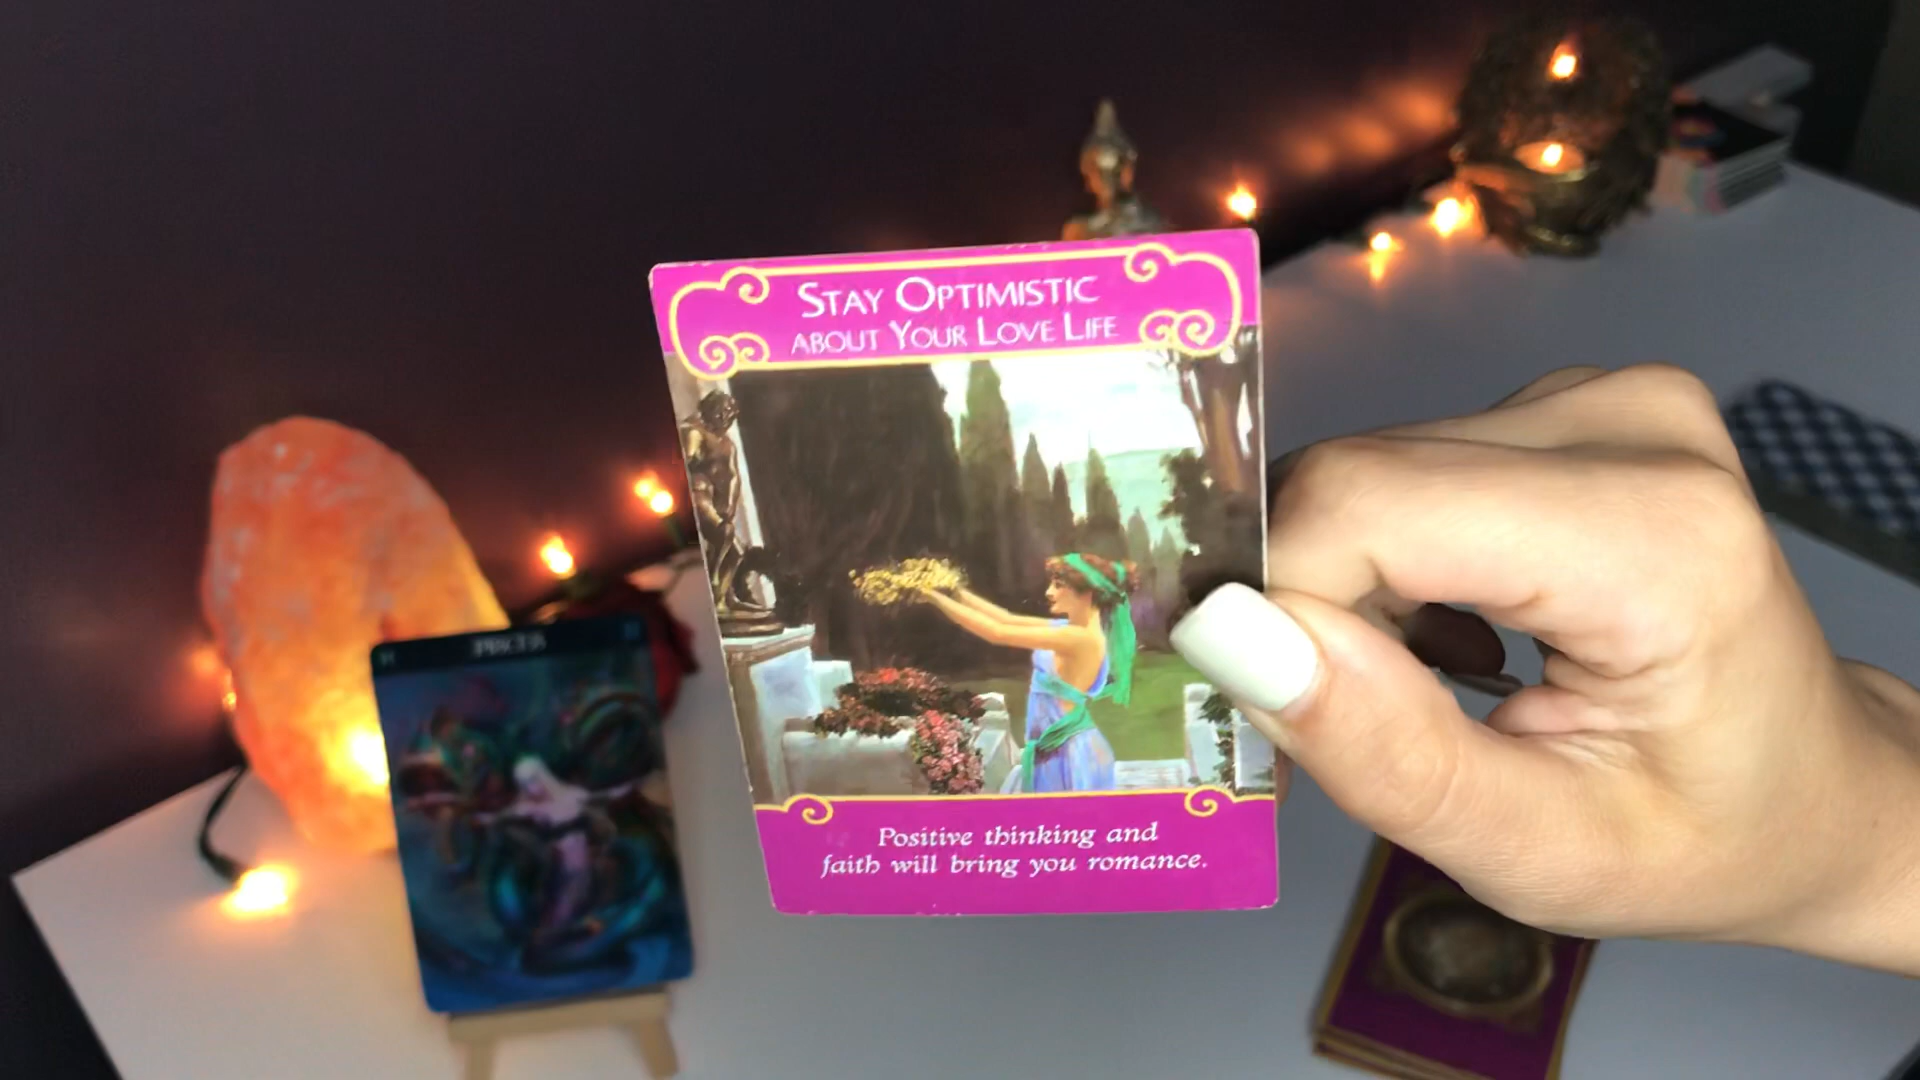 STAY OPTIMISTIC
ABOUT YOUR LOVE LIFE
Positive thinking and
faith will bring you romance.